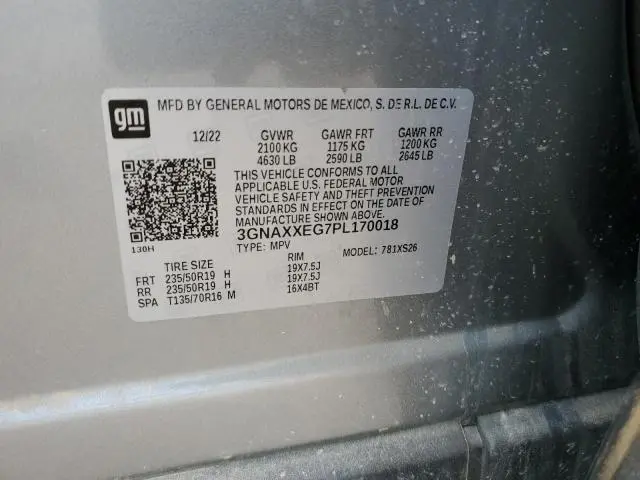 gm
MFD BY GENERAL MOTORS DE MEXICO, S. DE R.L. DE C.V.
12/22 GVWR GAWR FRT GAWR RR
2100 KG 1175 KG 1200 KG
4630 LB 2590 LB 2645 LB
THIS VEHICLE CONFORMS TO ALL
APPLICABLE U.S. FEDERAL MOTOR
VEHICLE SAFETY AND THEFT PREVENTION
STANDARDS IN EFFECT ON THE DATE OF
MANUFACTURE SHOWN ABOVE.
3GNAXXEG7PL170018
130H TYPE: MPV MODEL: 781XS26
TIRE SIZE RIM
FRT 235/50R19 H 19X7.5J
RR 235/50R19 H 19X7.5J
SPA T135/70R16 M 16X4BT